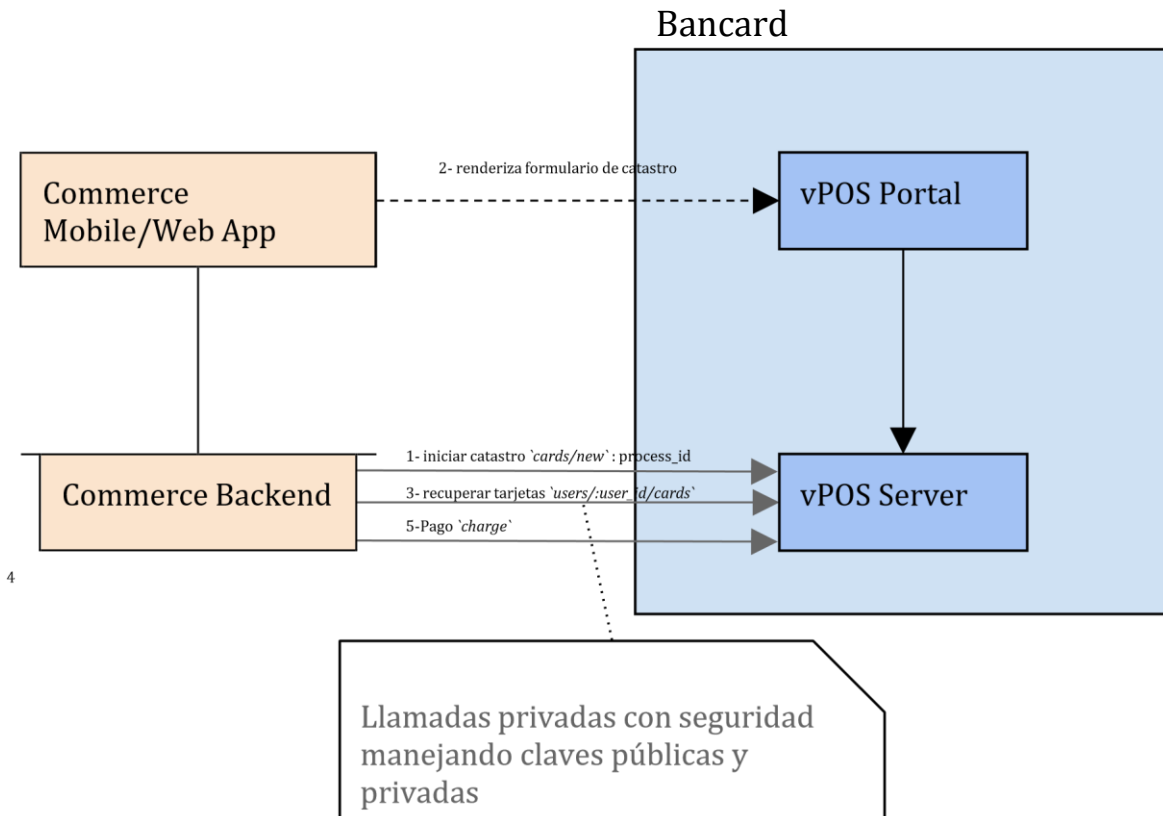 Bancard
2- renderiza formulario de catastro
Commerce
Mobile/Web App
vPOS Portal
1- iniciar catastro `cards/new` : process_id
3- recuperar tarjetas `users/:user_id/cards`
5-Pago `charge`
Commerce Backend
vPOS Server
4
Llamadas privadas con seguridad
manejando claves públicas y
privadas